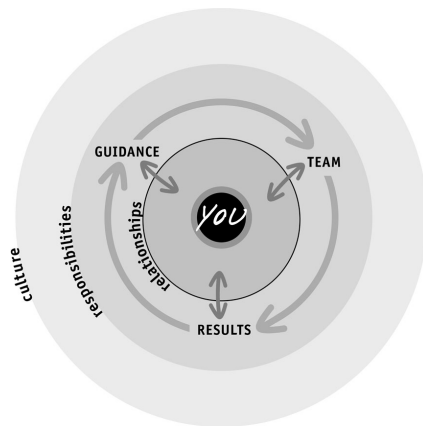 GUIDANCE
TEAM
YOU
relationships
responsibilities
culture
RESULTS